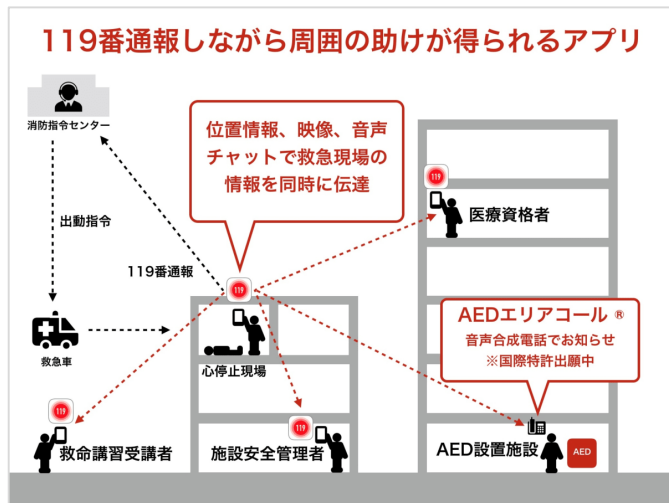 119番通報しながら周囲の助けが得られるアプリ
消防指令センター
位置情報、映像、音声
チャットで救急現場の
情報を同時に伝達
119
医療資格者
出動指令
119番通報
119
AEDエリアコール ®
音声合成電話でお知らせ
※国際特許出願中
救急車
心停止現場
119
救命講習受講者
119
施設安全管理者
AED設置施設
AED